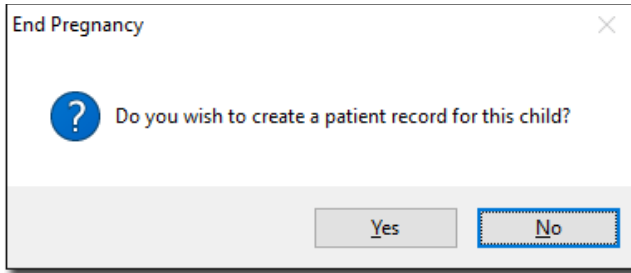 End Pregnancy
Do you wish to create a patient record for this child?
Yes
No